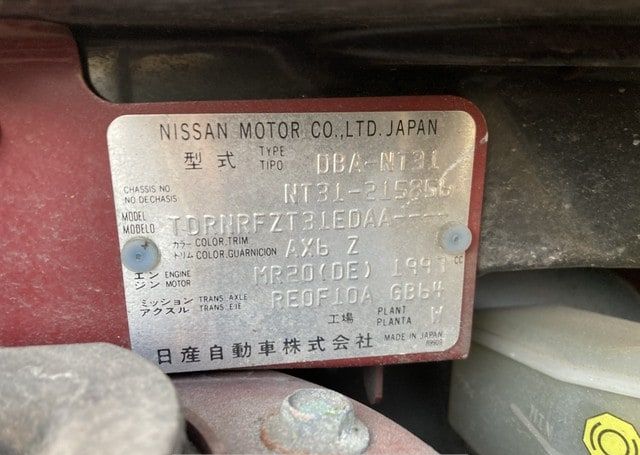 NISSAN MOTOR CO., LTD. JAPAN
型式 TYPE TIPO DBA-NT31
CHASSIS NO NO DECHASIS NT31-215856
MODEL MOBELO TDRNRFZT31EDAA----
カラー COLOR, TRIM トリム COLOR, GUARNICION AX6 Z
エンジン ENGINE MOTOR MR20(DE) 1997 CC
ミッション アクスル TRANS. AXLE TRANS. EJE RE0F10A GB64
工場 PLANT PLANTA W
日産自動車株式会社 MADE IN JAPAN
MIN